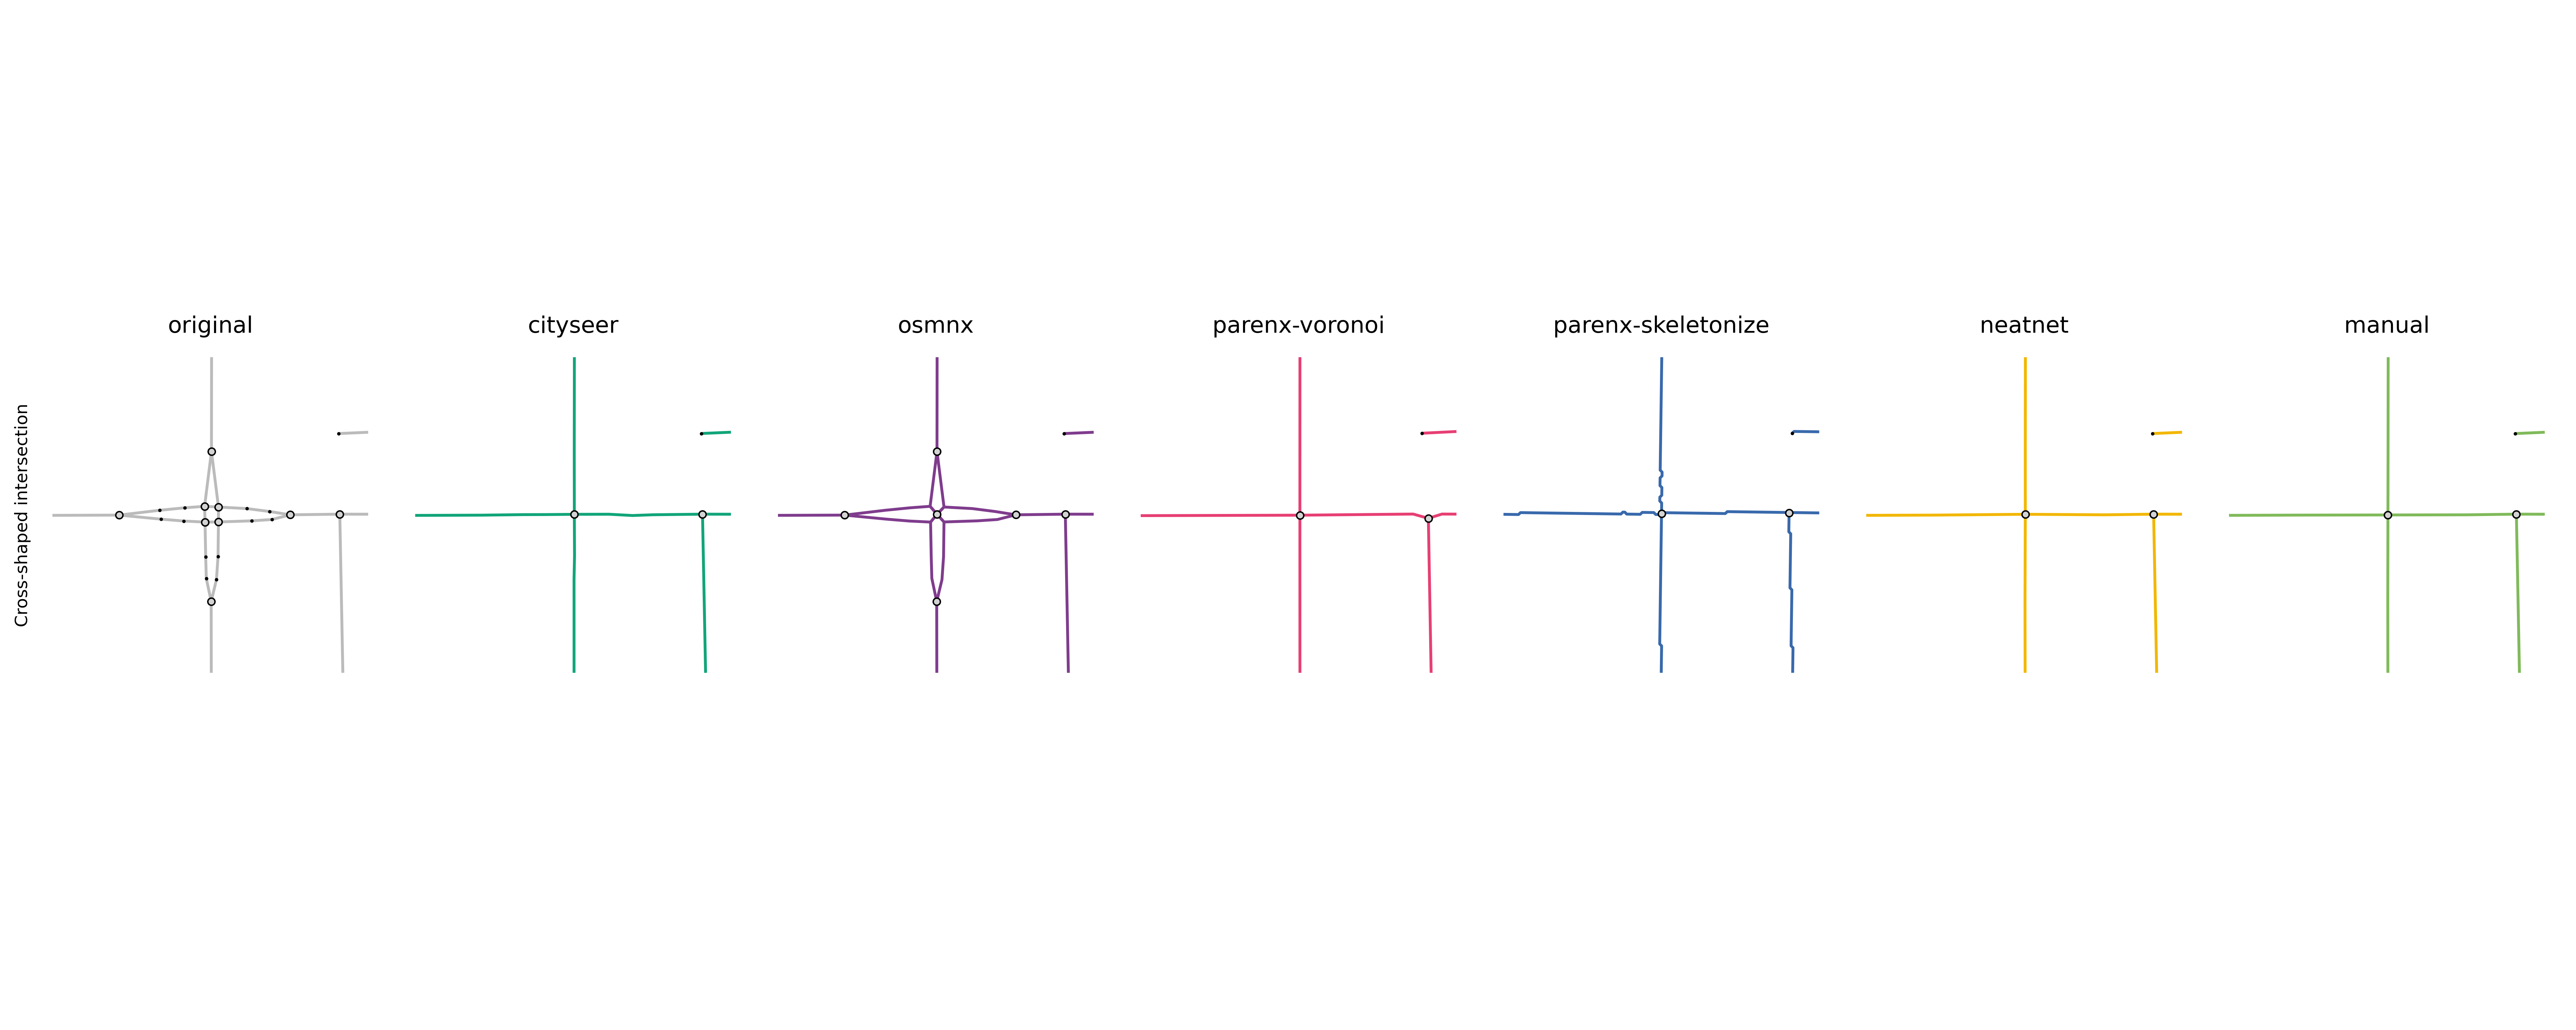 original
cityseer
osmnx
parenx-voronoi
parenx-skeletonize
neatnet
manual
Cross-shaped intersection